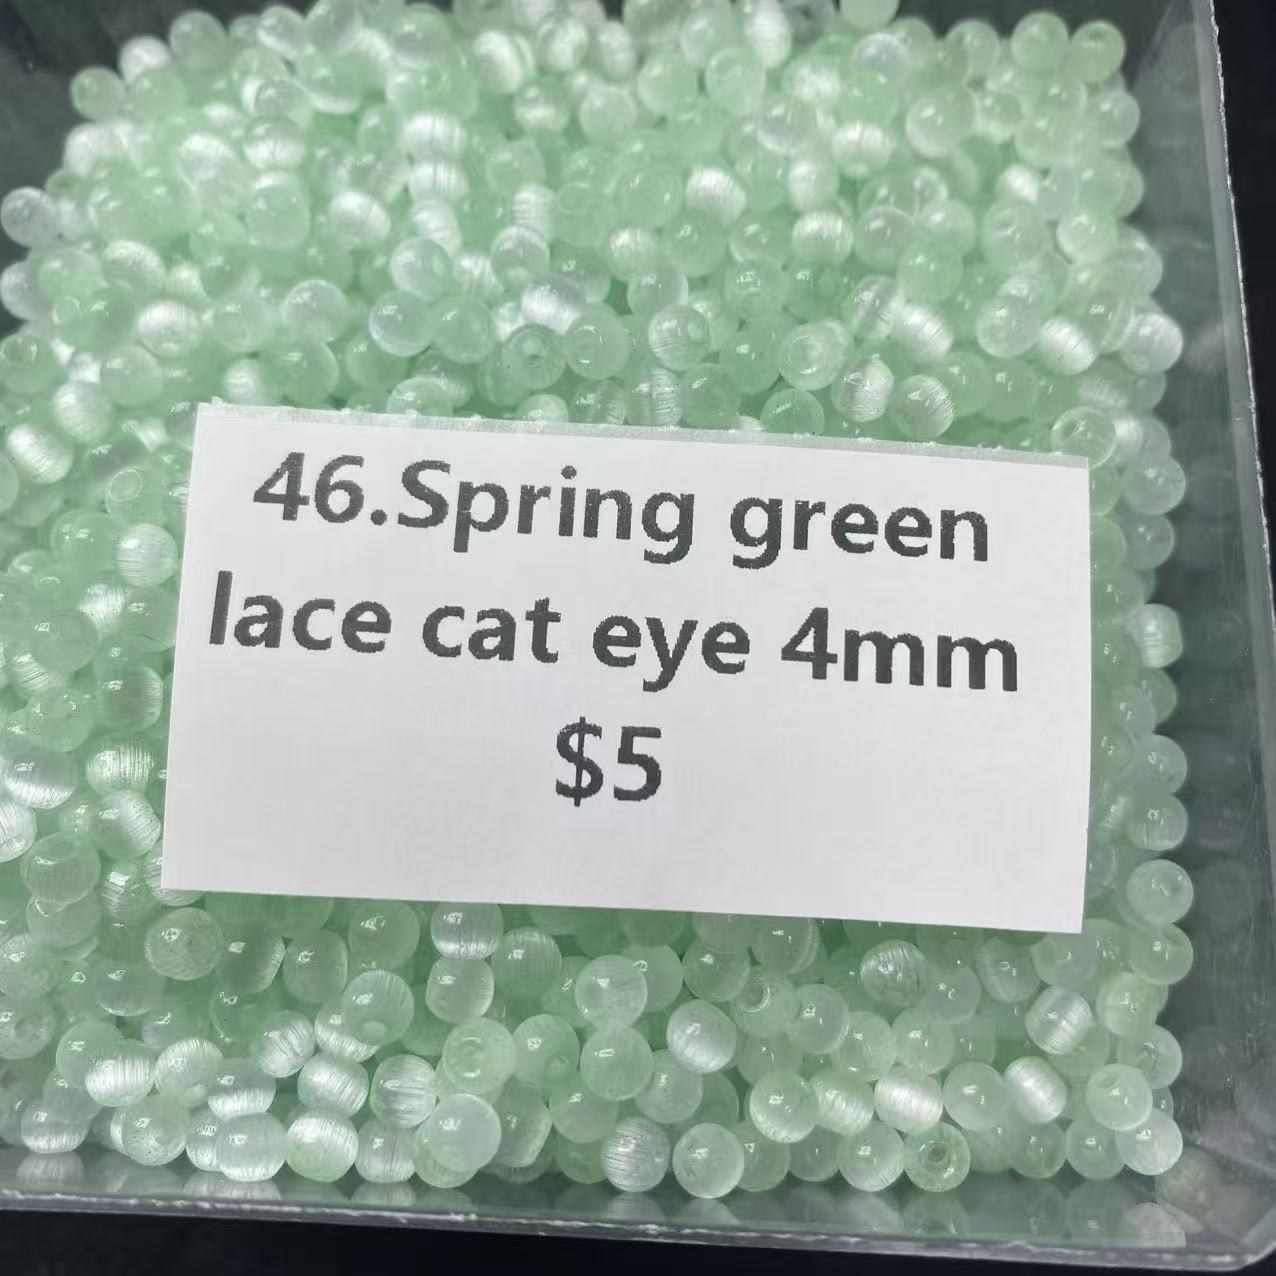 46.Spring green
lace cat eye 4mm
$5